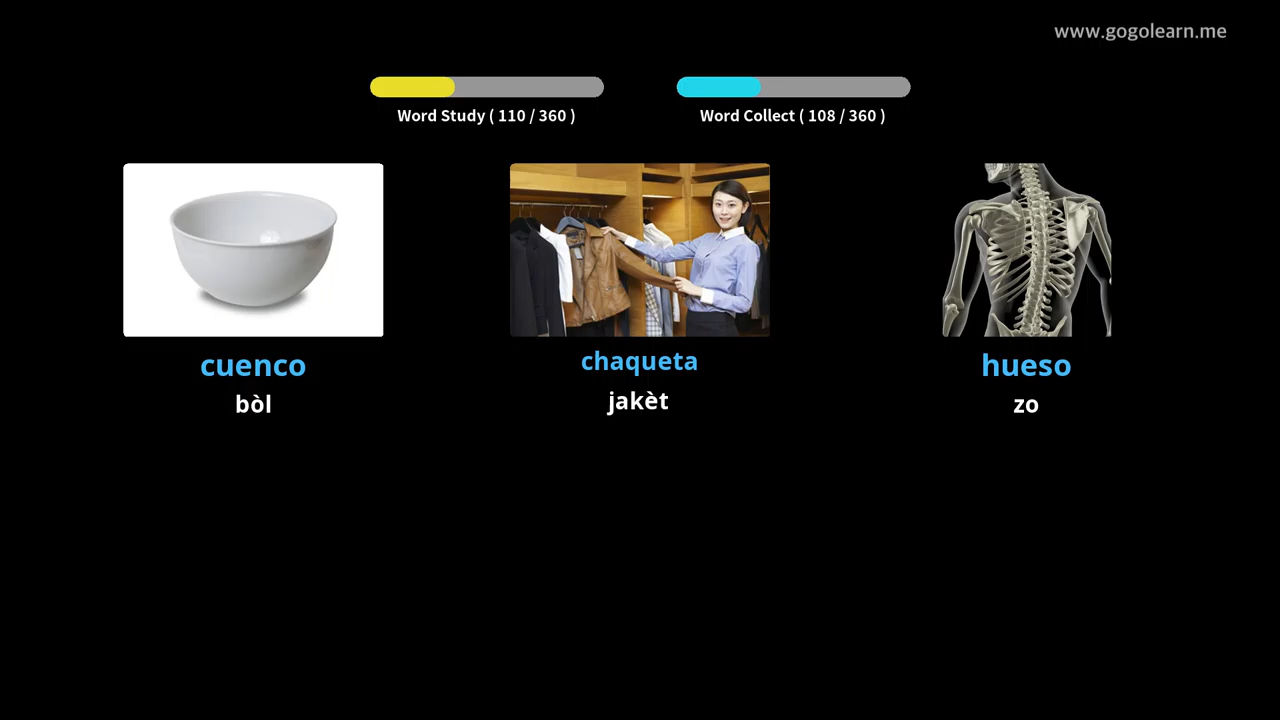 www.gogolearn.me
Word Study ( 110 / 360 )
Word Collect ( 108 / 360 )
cuenco
bòl
chaqueta
jakèt
hueso
zo